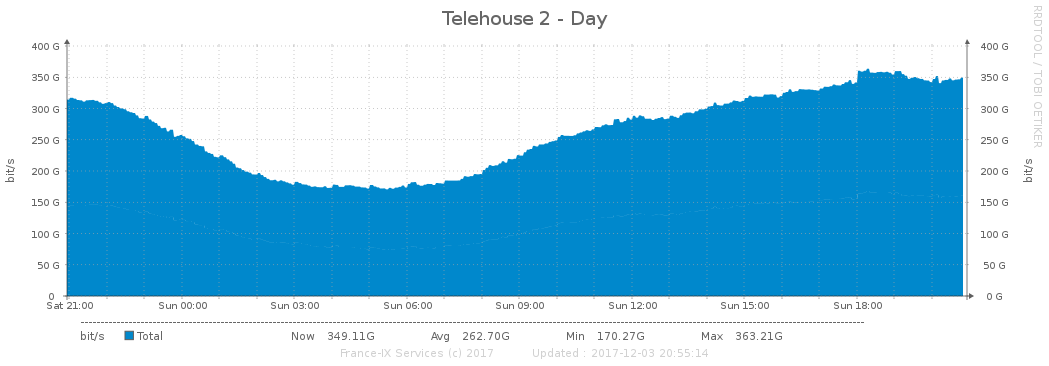 Telehouse 2 - Day
RRDTOOL / TOBI OETIKER
bit/s
bit/s
400 G 400 G
350 G 350 G
300 G 300 G
250 G 250 G
200 G 200 G
150 G 150 G
100 G 100 G
50 G 50 G
0 0 G
Sat 21:00 Sun 00:00 Sun 03:00 Sun 06:00 Sun 09:00 Sun 12:00 Sun 15:00 Sun 18:00
bit/s Total Now 349.11G Avg 262.70G Min 170.27G Max 363.21G
France-IX Services (c) 2017 Updated : 2017-12-03 20:55:14